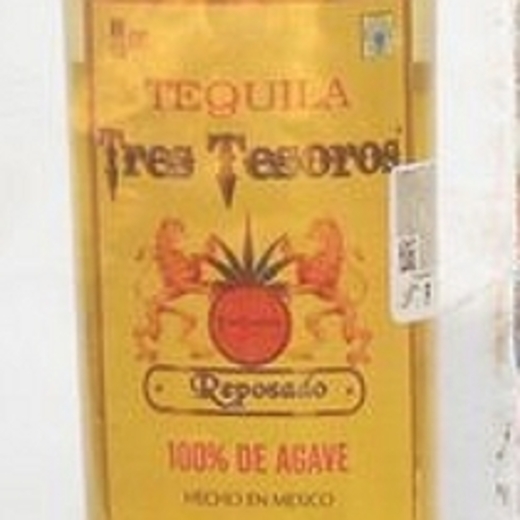 TEQUILA
Tres Tesoros
Reposado
100% DE AGAVE
HECHO EN MEXICO